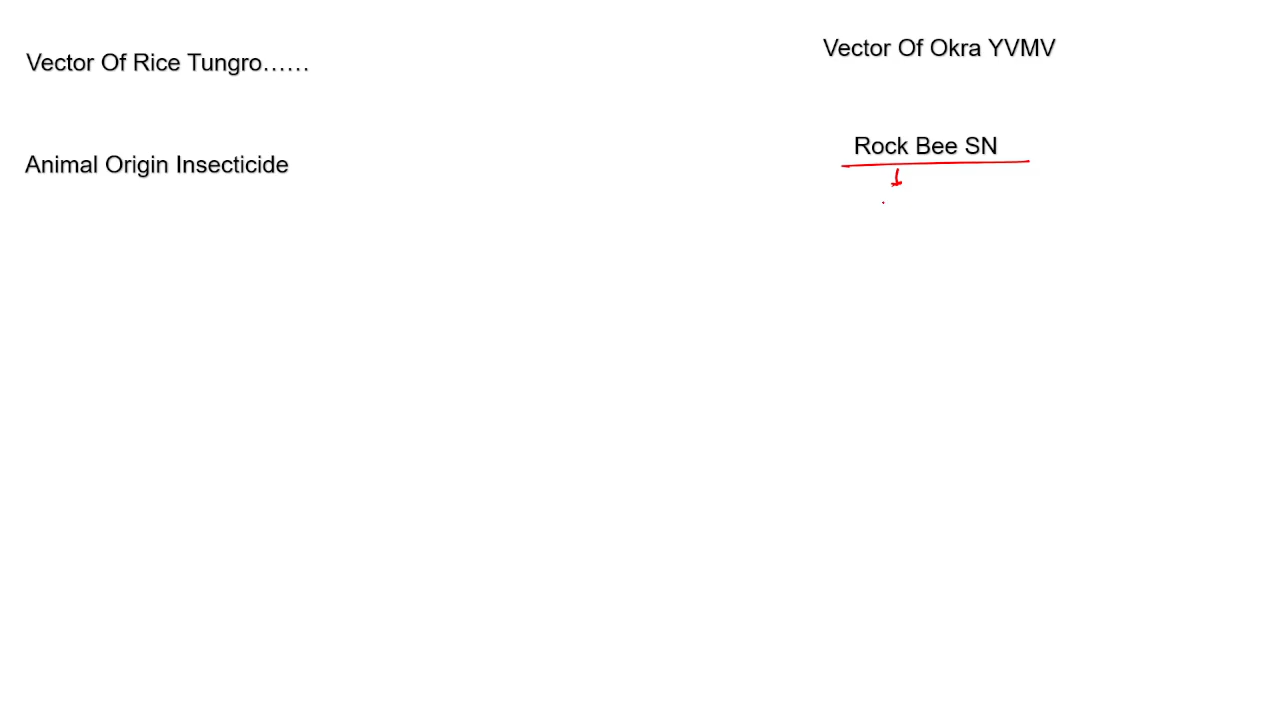 Vector Of Rice Tungro……
Vector Of Okra YVMV
Animal Origin Insecticide
Rock Bee SN